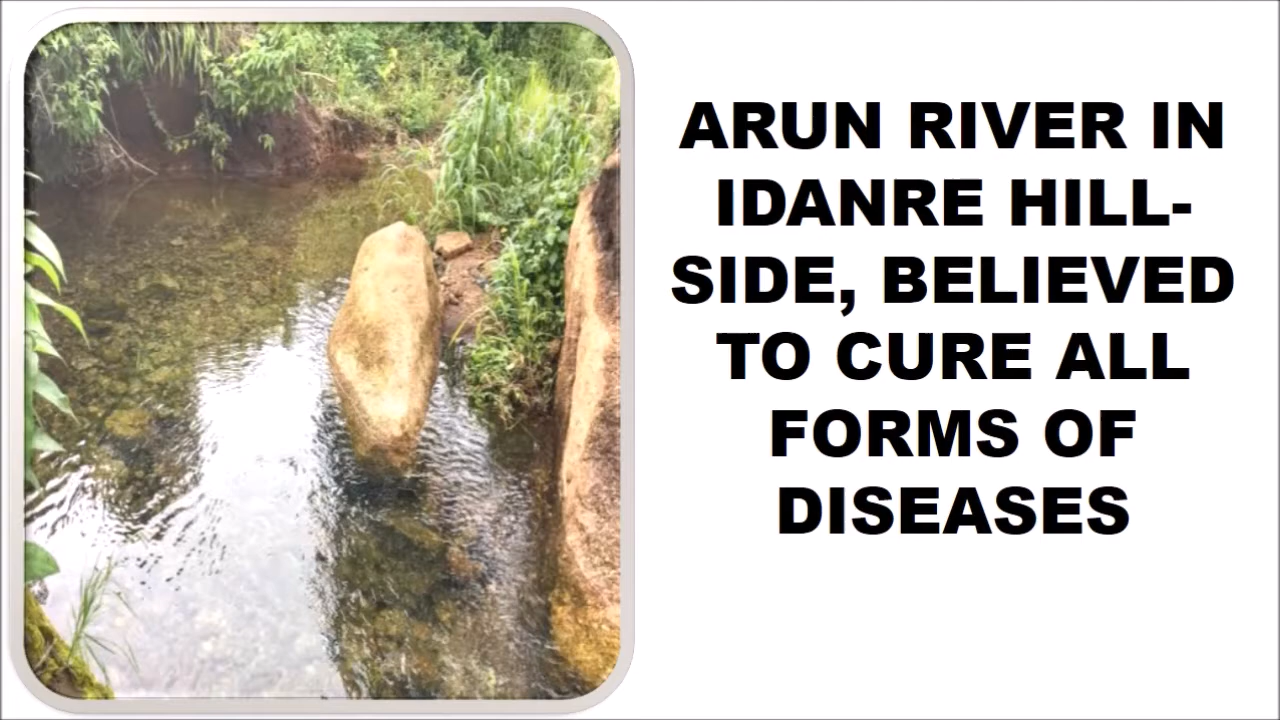 ARUN RIVER IN
IDANRE HILL-
SIDE, BELIEVED
TO CURE ALL
FORMS OF
DISEASES